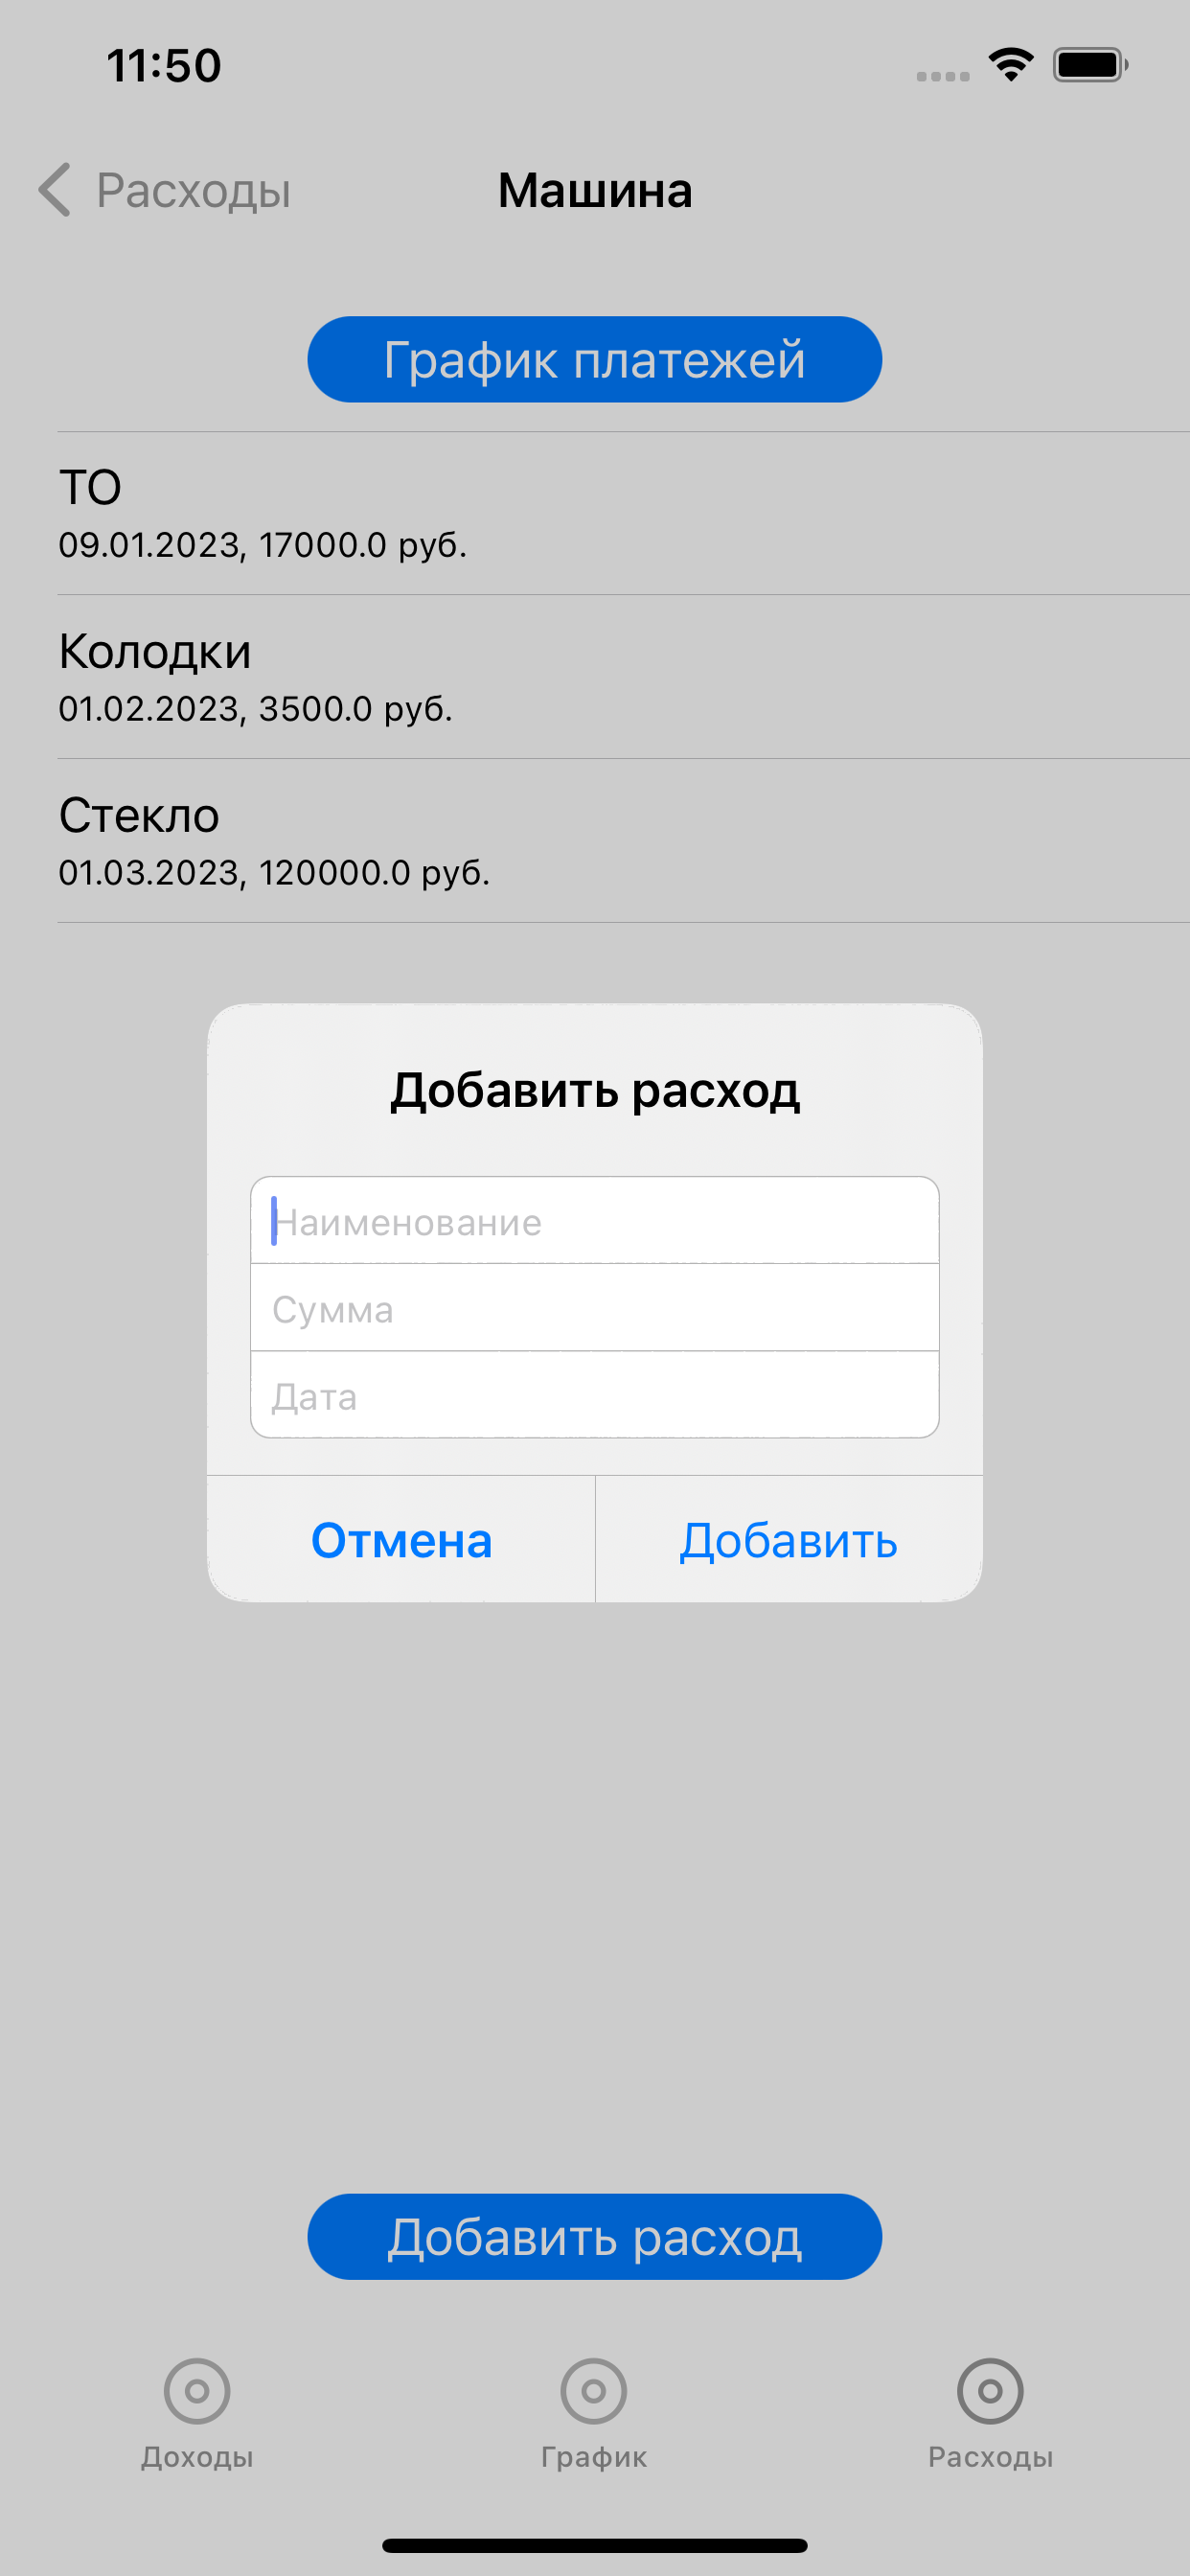 11:50
Расходы
Машина
График платежей
ТО
09.01.2023, 17000.0 руб.
Колодки
01.02.2023, 3500.0 руб.
Стекло
01.03.2023, 120000.0 руб.
Добавить расход
Наименование
Сумма
Дата
Отмена
Добавить
Добавить расход
Доходы
График
Расходы